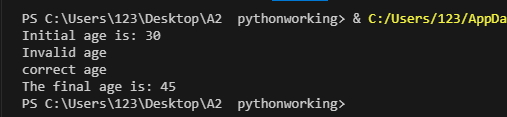 PS C:\Users\123\Desktop\A2  pythonworking> & C:/Users/123/AppDa
Initial age is: 30
Invalid age
correct age
The final age is: 45
PS C:\Users\123\Desktop\A2  pythonworking>